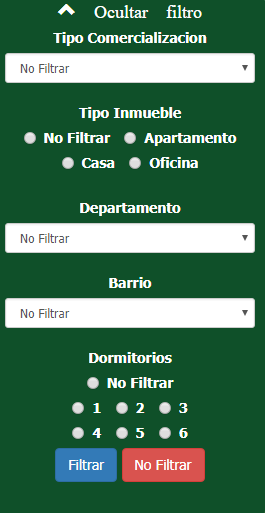 Ocultar filtro
Tipo Comercializacion
No Filtrar
Tipo Inmueble
No Filtrar Apartamento
Casa Oficina
Departamento
No Filtrar
Barrio
No Filtrar
Dormitorios
No Filtrar
1 2 3
4 5 6
Filtrar No Filtrar